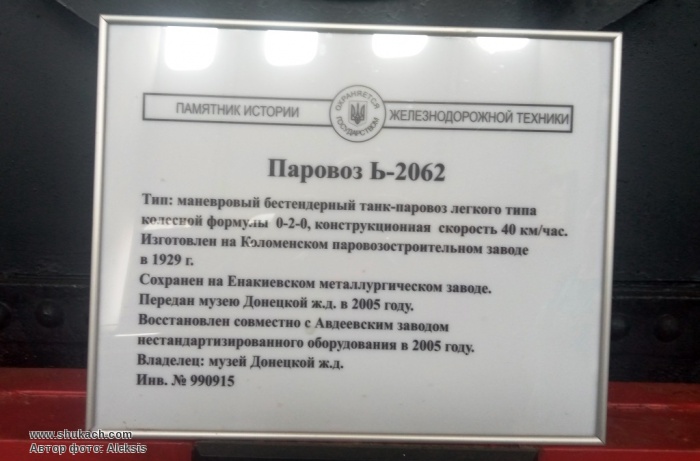 ПАМЯТНИК ИСТОРИИ
ОХРАНЯЕТСЯ ГОСУДАРСТВОМ
ЖЕЛЕЗНОДОРОЖНОЙ ТЕХНИКИ
Паровоз Ь-2062
Тип: маневровый бестендерный танк-паровоз легкого типа
колесной формулы 0-2-0, конструкционная скорость 40 км/час.
Изготовлен на Коломенском паровозостроительном заводе
в 1929 г.
Сохранен на Енакиевском металлургическом заводе.
Передан музею Донецкой ж.д. в 2005 году.
Восстановлен совместно с Авдеевским заводом
нестандартизированного оборудования в 2005 году.
Владелец: музей Донецкой ж.д.
Инв. № 990915
www.shukach.com
Автор фото: Aleksis